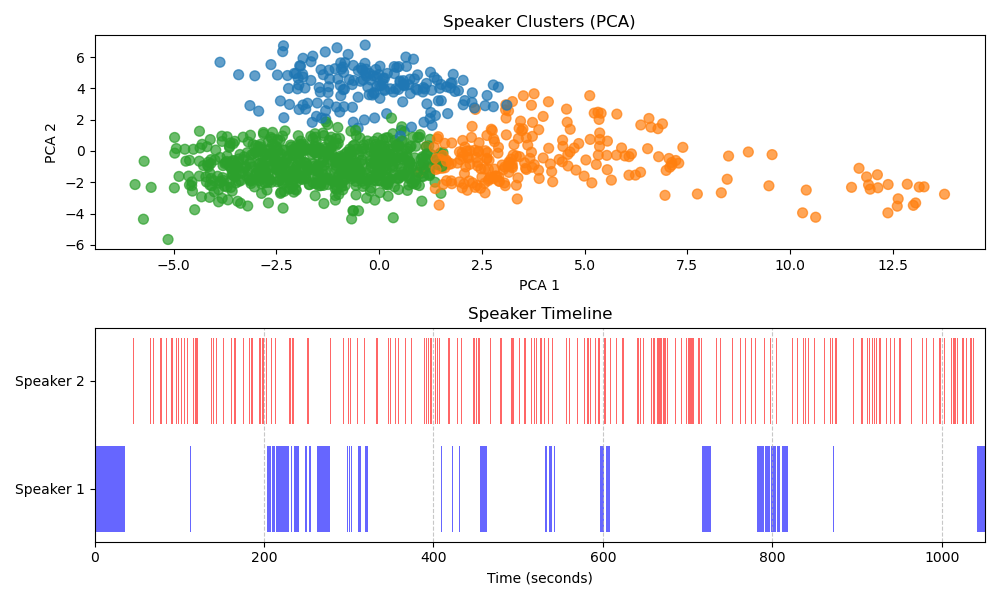 Speaker Clusters (PCA)
6
4
2
0
−2
−4
−6
PCA 2
−5.0 −2.5 0.0 2.5 5.0 7.5 10.0 12.5
PCA 1
Speaker Timeline
Speaker 2
Speaker 1
0 200 400 600 800 1000
Time (seconds)